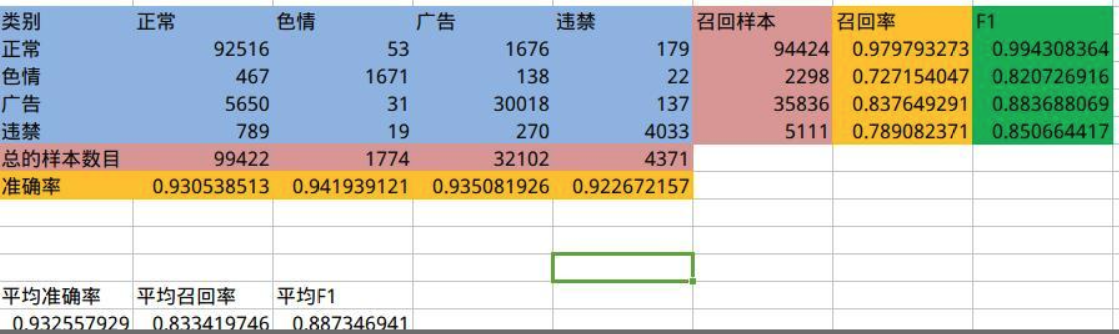 类别 正常 色情 广告 违禁 召回样本 召回率 F1
正常 92516 53 1676 179 94424 0.979793273 0.994308364
色情 467 1671 138 22 2298 0.727154047 0.820726916
广告 5650 31 30018 137 35836 0.837649291 0.883688069
违禁 789 19 270 4033 5111 0.789082371 0.850664417
总的样本数目 99422 1774 32102 4371
准确率 0.930538513 0.941939121 0.935081926 0.922672157
平均准确率 平均召回率 平均F1
0.932557929 0.833419746 0.887346941